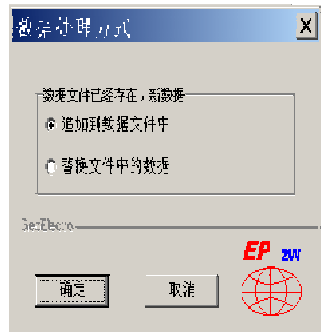 数据处理方式
数据文件已经存在，新数据
追加到数据文件中
替换文件中的数据
GeoElectro
EP 2W
确定
取消